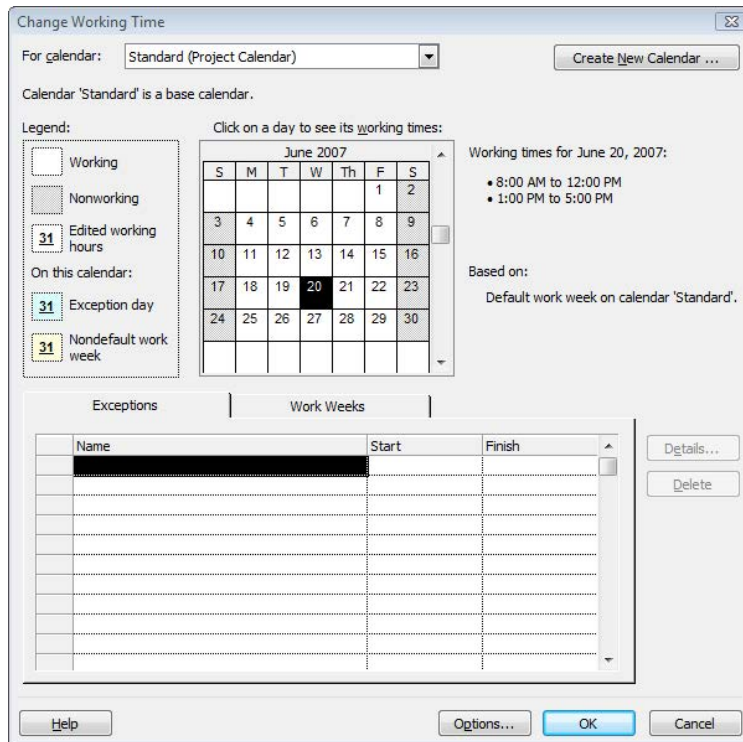 Change Working Time
For calendar: Standard (Project Calendar) Create New Calendar ...
Calendar 'Standard' is a base calendar.
Legend:
Working
Nonworking
31 Edited working
hours
On this calendar:
31 Exception day
31 Nondefault work
week
Click on a day to see its working times:
June 2007
S M T W Th F S
1 2
3 4 5 6 7 8 9
10 11 12 13 14 15 16
17 18 19 20 21 22 23
24 25 26 27 28 29 30
Working times for June 20, 2007:
• 8:00 AM to 12:00 PM
• 1:00 PM to 5:00 PM
Based on:
Default work week on calendar 'Standard'.
Exceptions Work Weeks
Name Start Finish
Details...
Delete
Help Options... OK Cancel